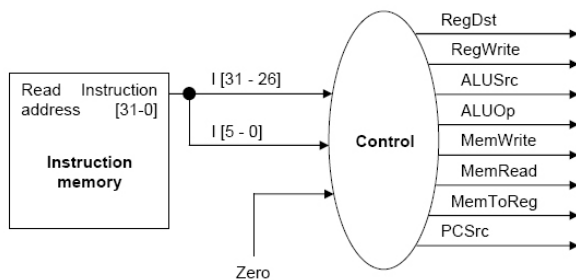 Read Instruction
address [31-0]
Instruction
memory
I [31 - 26]
I [5 - 0]
Zero
Control
RegDst
RegWrite
ALUSrc
ALUOp
MemWrite
MemRead
MemToReg
PCSrc